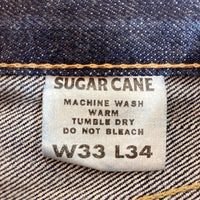 SUGAR CANE
MACHINE WASH
WARM
TUMBLE DRY
DO NOT BLEACH
W33 L34